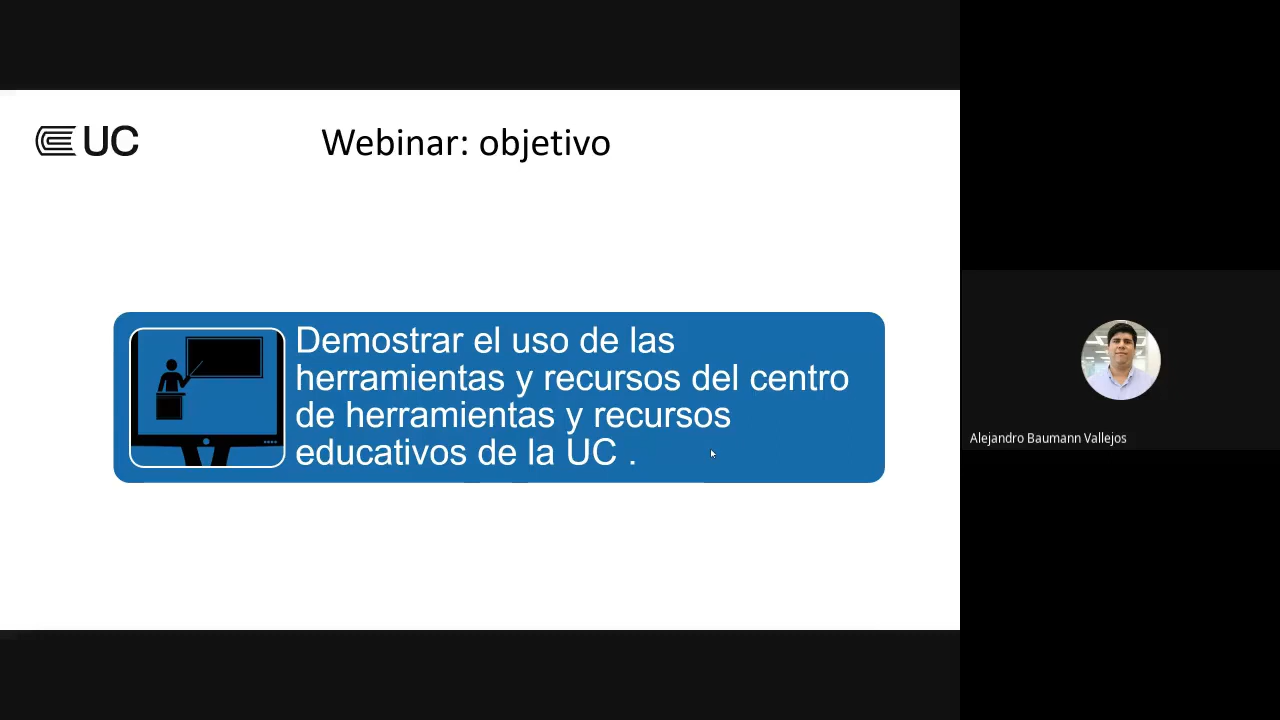 UC
Webinar: objetivo
Demostrar el uso de las
herramientas y recursos del centro
de herramientas y recursos
educativos de la UC .
Alejandro Baumann Vallejos